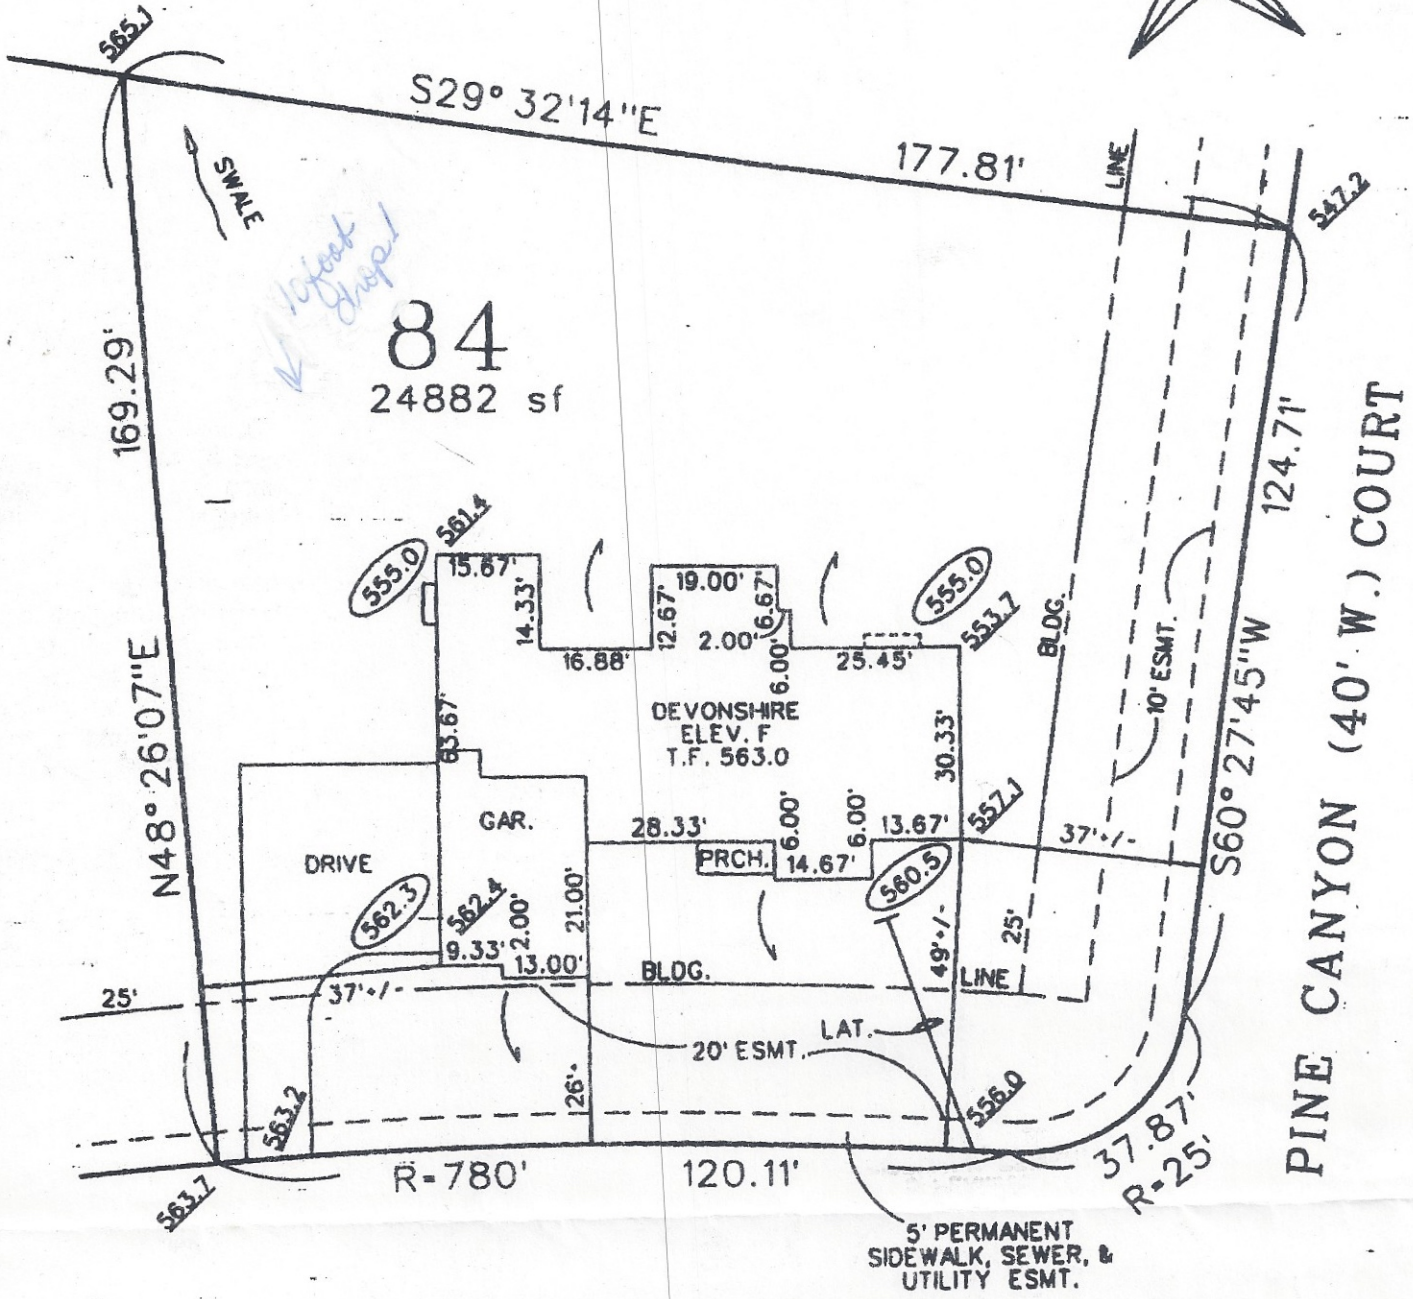 565.1
S29° 32'14"E
177.81'
LINE
547.2
SWALE
10 foot
drop!
84
24882 sf
169.29'
N48° 26'07"E
124.71'
S60° 27'45"W
PINE CANYON (40' W.) COURT
561.4
555.0
15.67'
14.33'
16.88'
19.00'
12.67'
6.67'
2.00'
6.00'
25.45'
555.0
553.7
BLDG.
10' ESMT.
DEVONSHIRE
ELEV. F
T.F. 563.0
63.67'
30.33'
GAR.
DRIVE
28.33'
PRCH.
6.00'
14.67'
6.00'
13.67'
557.1
37'+/-
560.5
562.3
562.4
9.33'
2.00'
13.00'
21.00'
49'+/-
25'
BLDG.
LINE
25'
37'+/-
LAT.
20' ESMT.
26'
563.2
556.0
563.7
R=780'
120.11'
37.87'
R=25'
5' PERMANENT
SIDEWALK, SEWER, &
UTILITY ESMT.